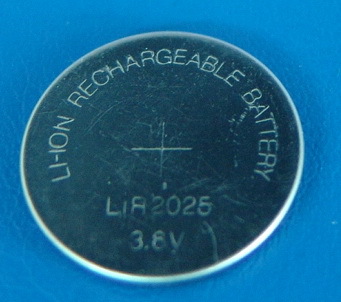 LI-ION RECHARGEABLE BATTERY
+
LIR2025
3.6V